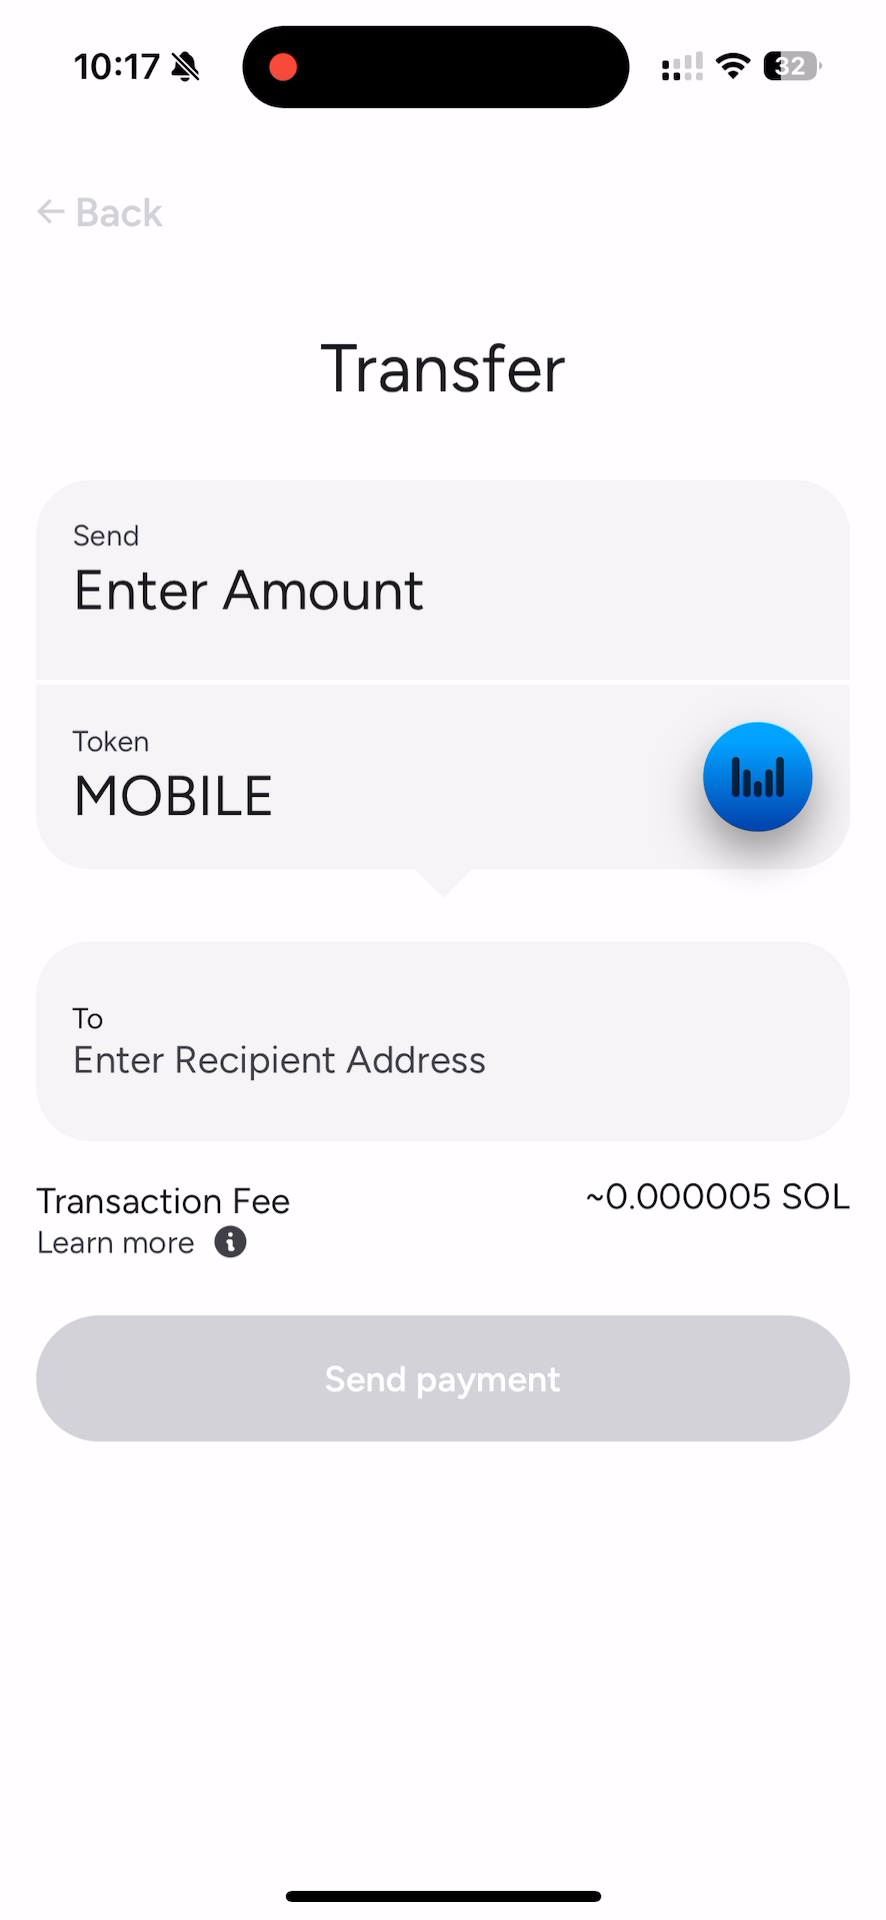 10:17
32
← Back
Transfer
Send
Enter Amount
Token
MOBILE
To
Enter Recipient Address
Transaction Fee
~0.000005 SOL
Learn more
Send payment